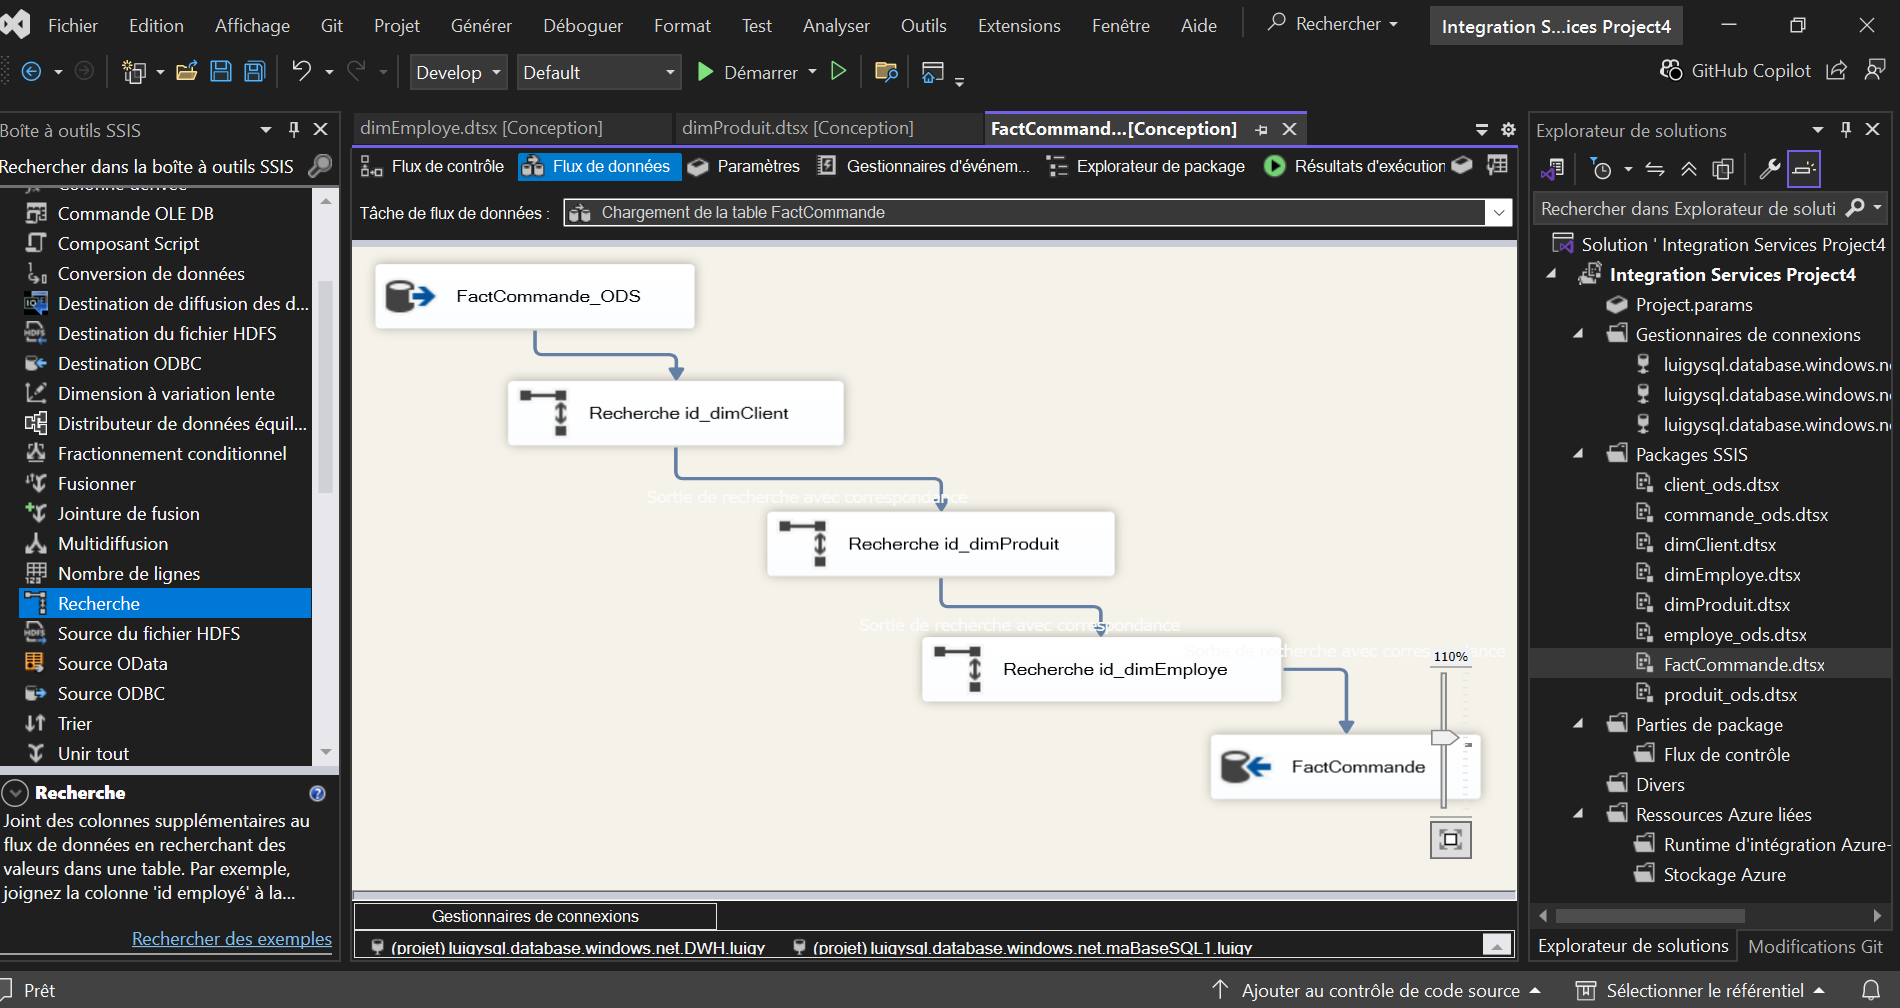 Fichier Edition Affichage Git Projet Générer Déboguer Format Test Analyser Outils Extensions Fenêtre Aide Rechercher Integration S...ices Project4
Develop Default Démarrer GitHub Copilot
Boîte à outils SSIS
Rechercher dans la boîte à outils SSIS
Commande OLE DB
Composant Script
Conversion de données
Destination de diffusion des d...
Destination du fichier HDFS
Destination ODBC
Dimension à variation lente
Distributeur de données équil...
Fractionnement conditionnel
Fusionner
Jointure de fusion
Multidiffusion
Nombre de lignes
Recherche
Source du fichier HDFS
Source OData
Source ODBC
Trier
Unir tout
Recherche
Joint des colonnes supplémentaires au
flux de données en recherchant des
valeurs dans une table. Par exemple,
joignez la colonne 'id employé' à la...
Rechercher des exemples
dimEmploye.dtsx [Conception] dimProduit.dtsx [Conception] FactCommand...[Conception]
Flux de contrôle Flux de données Paramètres Gestionnaires d'événem... Explorateur de package Résultats d'exécution
Tâche de flux de données : Chargement de la table FactCommande
FactCommande_ODS
Recherche id_dimClient
Sortie de recherche avec correspondance
Recherche id_dimProduit
Sortie de recherche avec correspondance
Recherche id_dimEmploye
Sortie de recherche avec correspondance
110%
FactCommande
Gestionnaires de connexions
(projet) luigysql.database.windows.net.DWH.luigy (projet) luigysql.database.windows.net.maBaseSQL1.luigy
Explorateur de solutions
Rechercher dans Explorateur de soluti
Solution ' Integration Services Project4
Integration Services Project4
Project.params
Gestionnaires de connexions
luigysql.database.windows.n
luigysql.database.windows.n
luigysql.database.windows.n
Packages SSIS
client_ods.dtsx
commande_ods.dtsx
dimClient.dtsx
dimEmploye.dtsx
dimProduit.dtsx
employe_ods.dtsx
FactCommande.dtsx
produit_ods.dtsx
Parties de package
Flux de contrôle
Divers
Ressources Azure liées
Runtime d'intégration Azure-
Stockage Azure
Explorateur de solutions Modifications Git
Prêt Ajouter au contrôle de code source Sélectionner le référentiel